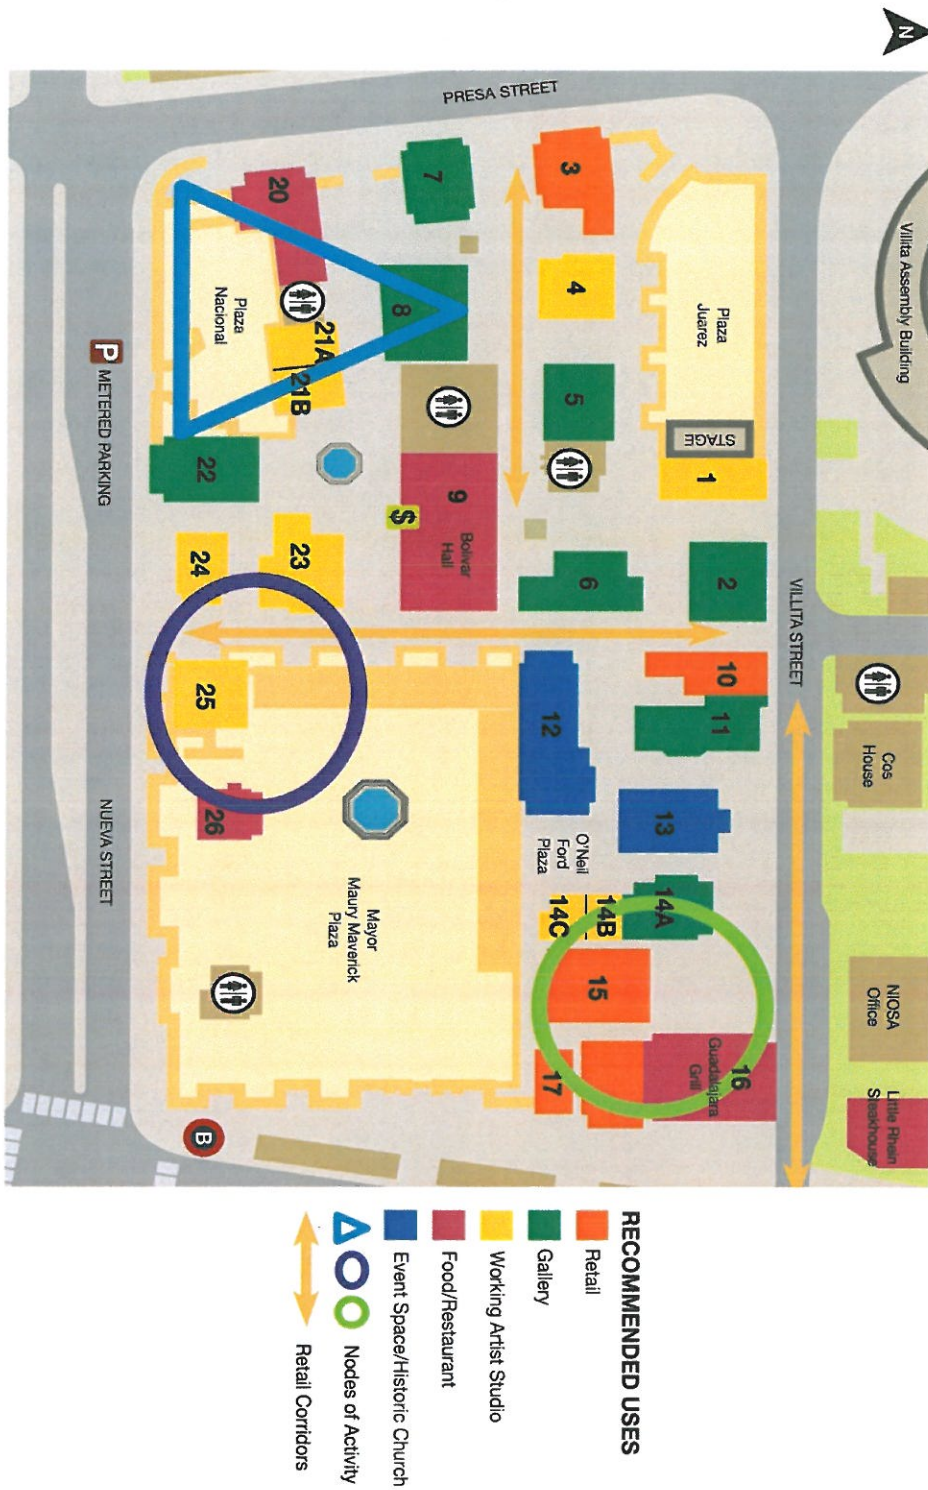 N
PRESA STREET
VILLITA STREET
NUEVA STREET
Villita Assembly Building
Plaza
Juarez
STAGE
1
2
3
4
5
6
7
8
9
Bolivar
Hall
$
10
11
12
13
O'Neil
Ford
Plaza
14A
14B
14C
15
16
Guadalajara
Grill
17
20
21A
21B
22
23
24
25
26
Plaza
Nacional
Mayor
Maury Maverick
Plaza
Cos
House
NIOSA
Office
Little Rhein
Steakhouse
P METERED PARKING
B
RECOMMENDED USES
Retail
Gallery
Working Artist Studio
Food/Restaurant
Event Space/Historic Church
Nodes of Activity
Retail Corridors